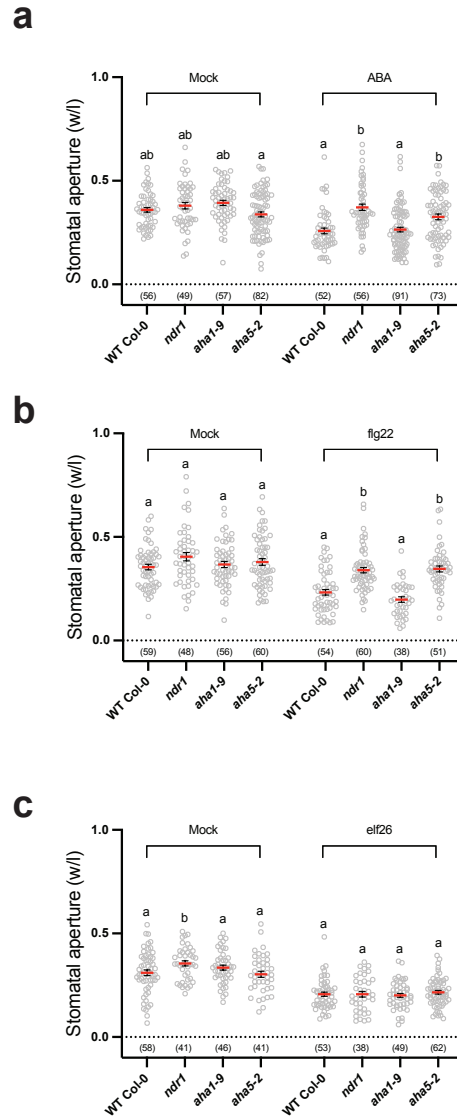 a
Mock ABA
Stomatal aperture (w/l)
1.0
0.5
0.0
ab ab ab a a b a b
(56) (49) (57) (82) (52) (56) (91) (73)
WT Col-0 ndr1 aha1-9 aha5-2 WT Col-0 ndr1 aha1-9 aha5-2
b
Mock flg22
Stomatal aperture (w/l)
1.0
0.5
0.0
a a a a a b a b
(59) (48) (56) (60) (54) (60) (38) (51)
WT Col-0 ndr1 aha1-9 aha5-2 WT Col-0 ndr1 aha1-9 aha5-2
c
Mock elf26
Stomatal aperture (w/l)
1.0
0.5
0.0
a b a a a a a a
(58) (41) (46) (41) (53) (38) (49) (62)
WT Col-0 ndr1 aha1-9 aha5-2 WT Col-0 ndr1 aha1-9 aha5-2